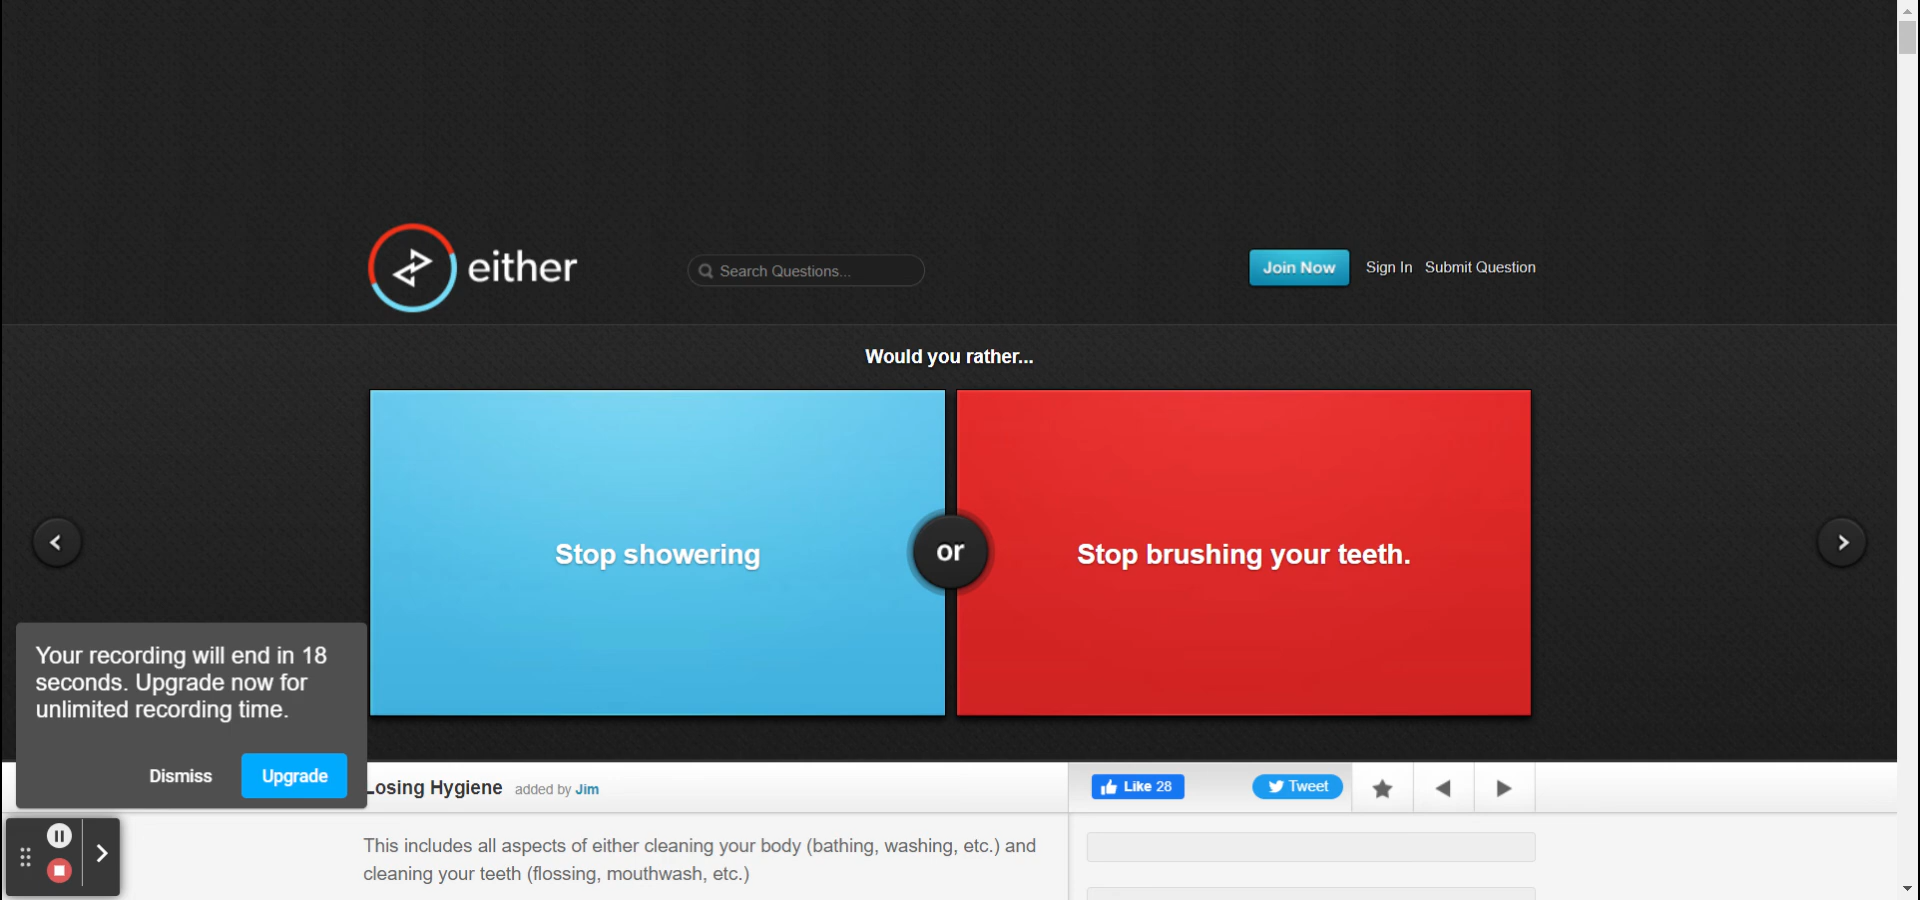 either
Search Questions...
Join Now
Sign In
Submit Question
Would you rather...
Stop showering
or
Stop brushing your teeth.
Your recording will end in 18
seconds. Upgrade now for
unlimited recording time.
Dismiss
Upgrade
Losing Hygiene added by Jim
Like 28
Tweet
This includes all aspects of either cleaning your body (bathing, washing, etc.) and
cleaning your teeth (flossing, mouthwash, etc.)